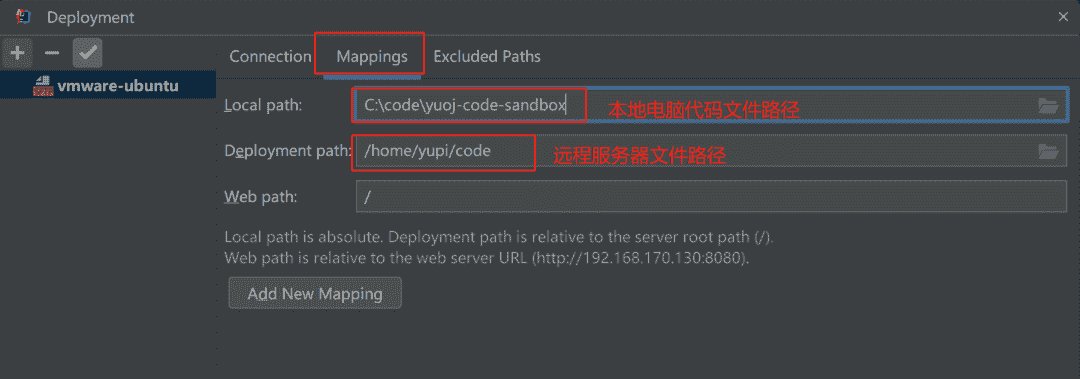 Deployment
Connection Mappings Excluded Paths
vmware-ubuntu
Local path: C:\code\yuoj-code-sandbox 本地电脑代码文件路径
Deployment path: /home/yupi/code 远程服务器文件路径
Web path: /
Local path is absolute. Deployment path is relative to the server root path (/).
Web path is relative to the web server URL (http://192.168.170.130:8080).
Add New Mapping